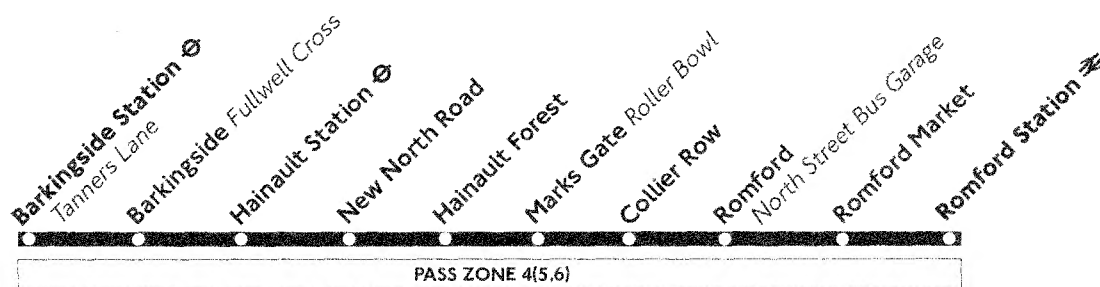 Barkingside Station
Tanners Lane
Barkingside Fullwell Cross
Hainault Station
New North Road
Hainault Forest
Marks Gate Roller Bowl
Collier Row
Romford
North Street Bus Garage
Romford Market
Romford Station
PASS ZONE 4(5,6)